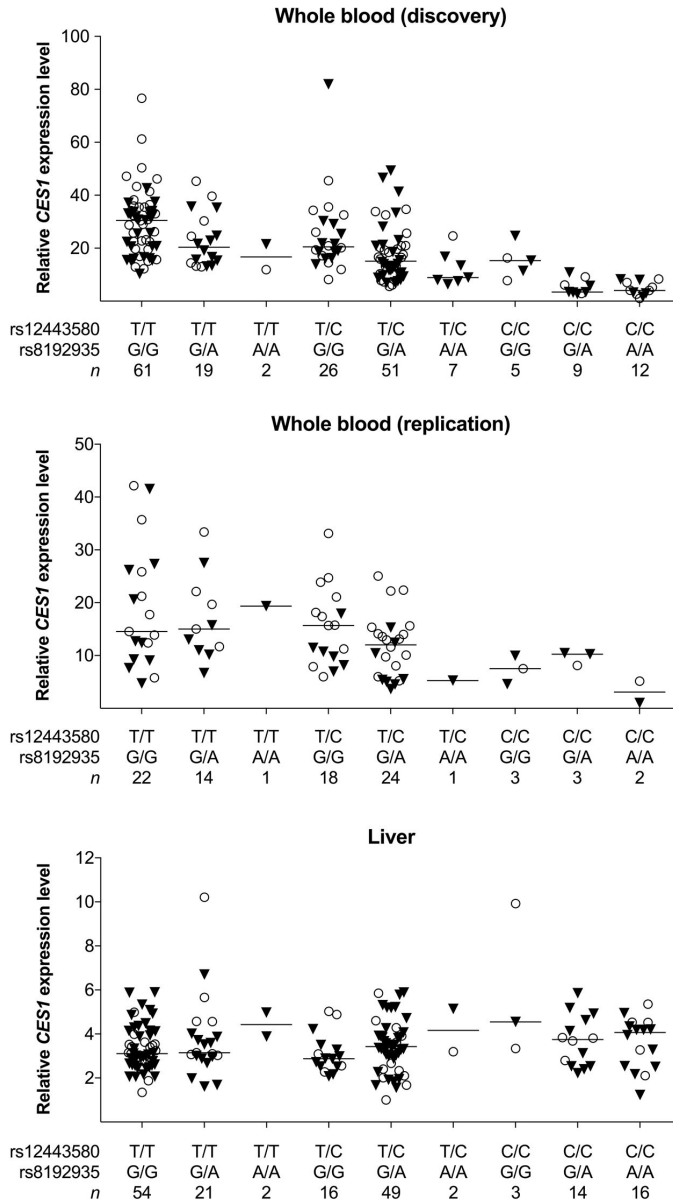 Whole blood (discovery)
Relative CES1 expression level
100
80
60
40
20
rs12443580 T/T T/T T/T T/C T/C T/C C/C C/C C/C
rs8192935 G/G G/A A/A G/G G/A A/A G/G G/A A/A
n 61 19 2 26 51 7 5 9 12
Whole blood (replication)
Relative CES1 expression level
50
40
30
20
10
rs12443580 T/T T/T T/T T/C T/C T/C C/C C/C C/C
rs8192935 G/G G/A A/A G/G G/A A/A G/G G/A A/A
n 22 14 1 18 24 1 3 3 2
Liver
Relative CES1 expression level
12
10
8
6
4
2
rs12443580 T/T T/T T/T T/C T/C T/C C/C C/C C/C
rs8192935 G/G G/A A/A G/G G/A A/A G/G G/A A/A
n 54 21 2 16 49 2 3 14 16